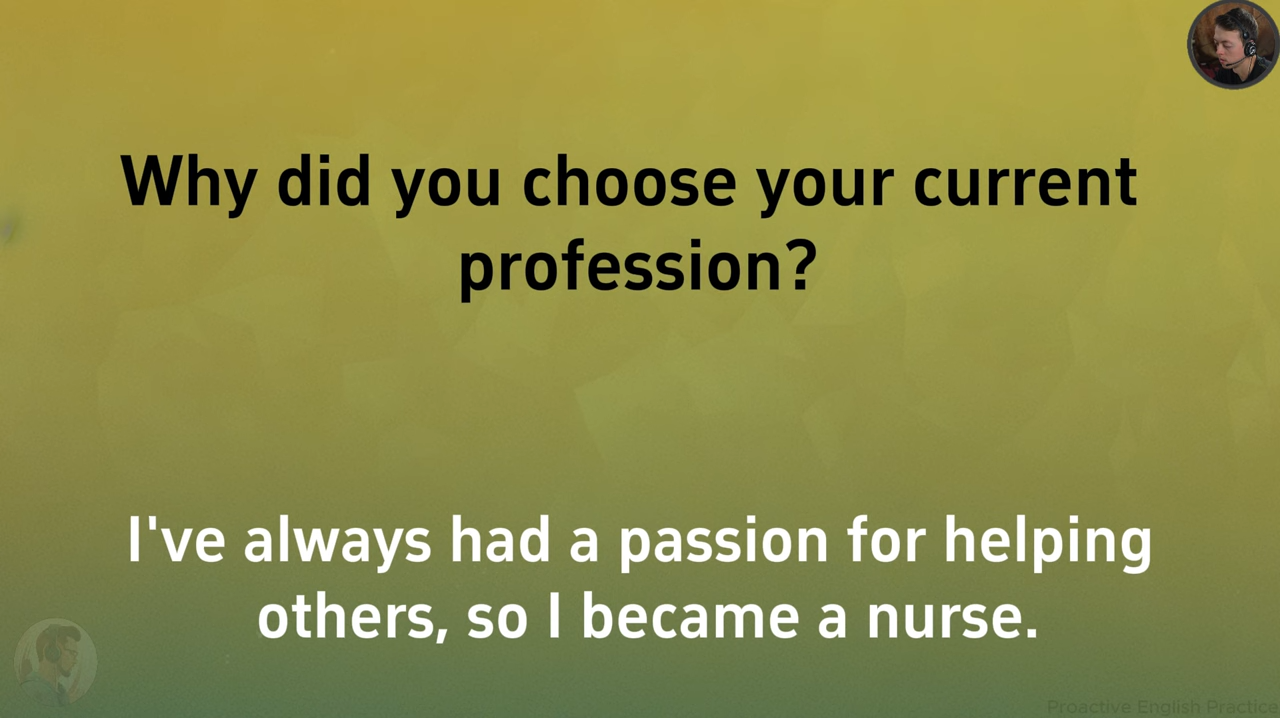 Why did you choose your current
profession?
I've always had a passion for helping
others, so I became a nurse.
Proactive English Practice